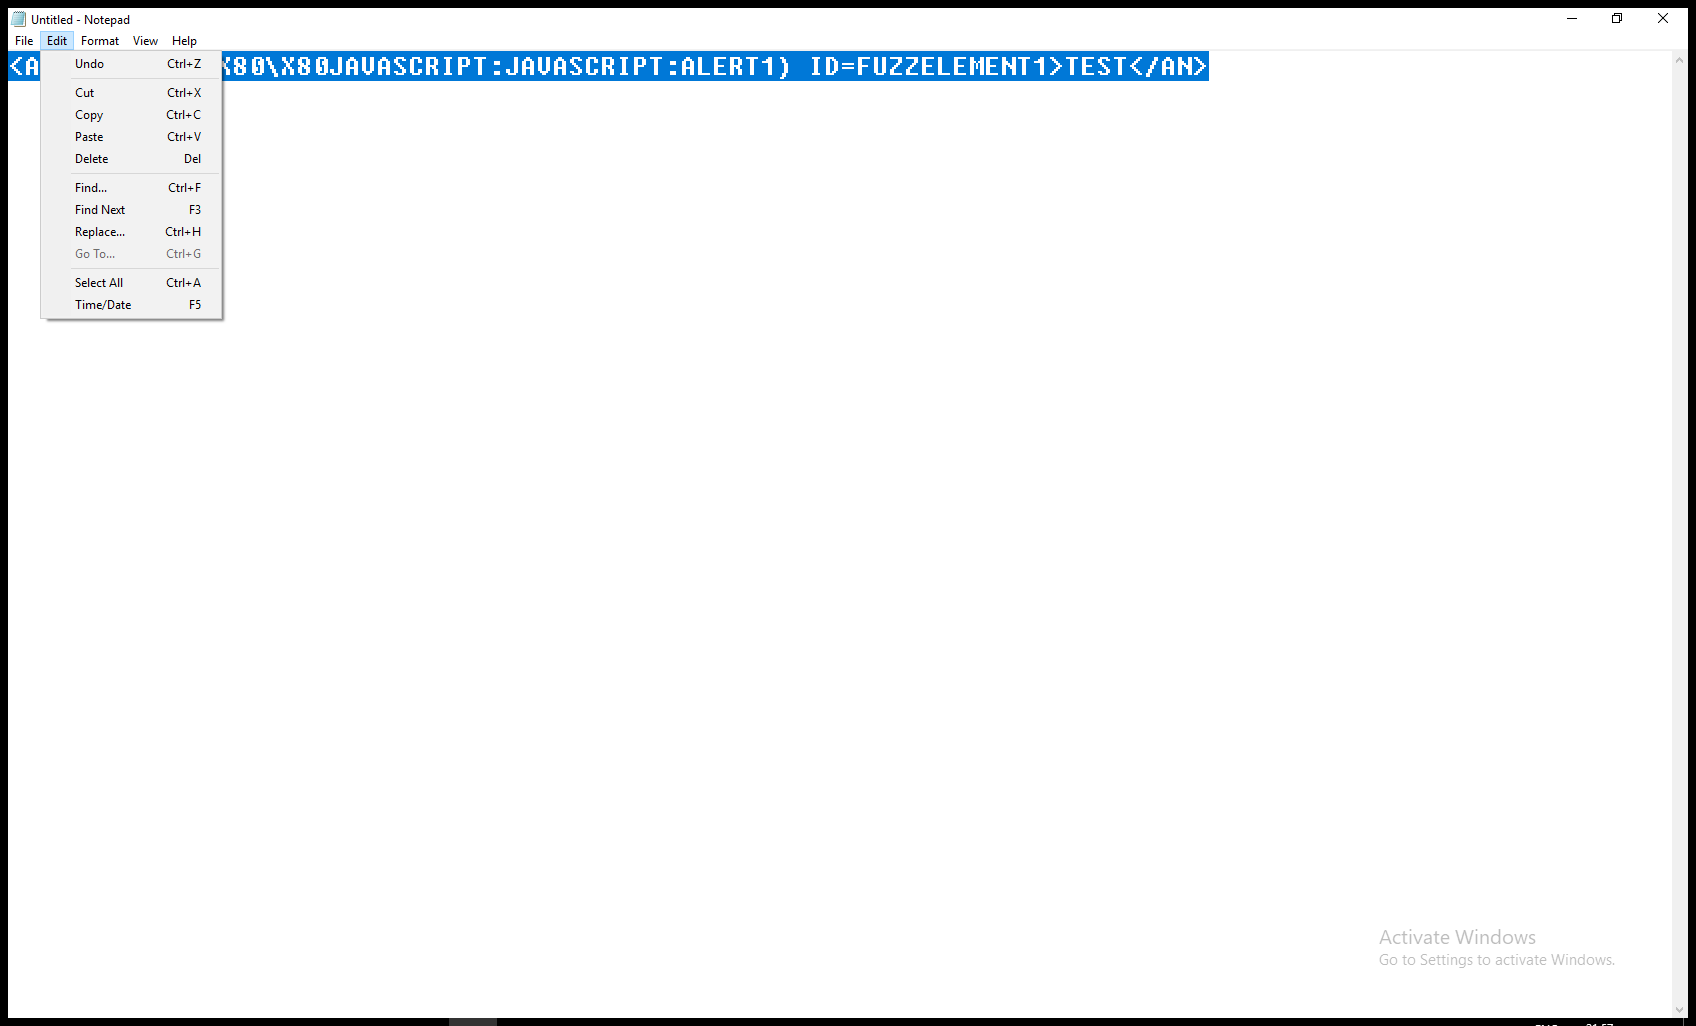 Untitled - Notepad
File Edit Format View Help
<A X80\X80JAVASCRIPT:JAVASCRIPT:ALERT1) ID=FUZZELEMENT1>TEST</AN>
Undo Ctrl+Z
Cut Ctrl+X
Copy Ctrl+C
Paste Ctrl+V
Delete Del
Find... Ctrl+F
Find Next F3
Replace... Ctrl+H
Go To... Ctrl+G
Select All Ctrl+A
Time/Date F5
Activate Windows
Go to Settings to activate Windows.